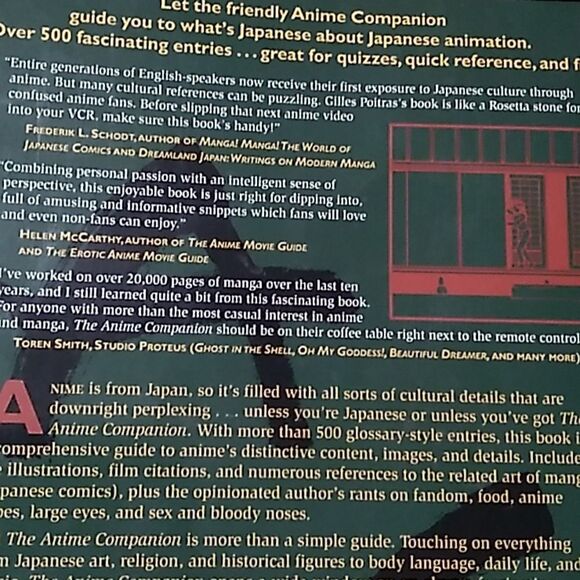 Let the friendly Anime Companion
guide you to what's Japanese about Japanese animation.
Over 500 fascinating entries . . . great for quizzes, quick reference, and f
"Entire generations of English-speakers now receive their first exposure to Japanese culture through
anime. But many cultural references can be puzzling. Gilles Poitras's book is like a Rosetta stone for
confused anime fans. Before slipping that next anime video
into your VCR, make sure this book's handy!"
FREDERIK L. SCHODT, AUTHOR OF MANGA! MANGA! THE WORLD OF
JAPANESE COMICS AND DREAMLAND JAPAN: WRITINGS ON MODERN MANGA
"Combining personal passion with an intelligent sense of
perspective, this enjoyable book is just right for dipping into,
full of amusing and informative snippets which fans will love
and even non-fans can enjoy."
HELEN MCCARTHY, AUTHOR OF THE ANIME MOVIE GUIDE
AND THE EROTIC ANIME MOVIE GUIDE
I've worked on over 20,000 pages of manga over the last ten
years, and I still learned quite a bit from this fascinating book.
For anyone with more than the most casual interest in anime
and manga, The Anime Companion should be on their coffee table right next to the remote control
TOREN SMITH, STUDIO PROTEUS (GHOST IN THE SHELL, OH MY GODDESS!, BEAUTIFUL DREAMER, AND MANY MORE)
ANIME is from Japan, so it's filled with all sorts of cultural details that are
downright perplexing . . . unless you're Japanese or unless you've got The
Anime Companion. With more than 500 glossary-style entries, this book i
omprehensive guide to anime's distinctive content, images, and details. Include
illustrations, film citations, and numerous references to the related art of mang
panese comics), plus the opinionated author's rants on fandom, food, anime
es, large eyes, and sex and bloody noses.
The Anime Companion is more than a simple guide. Touching on everything
m Japanese art, religion, and historical figures to body language, daily life, and